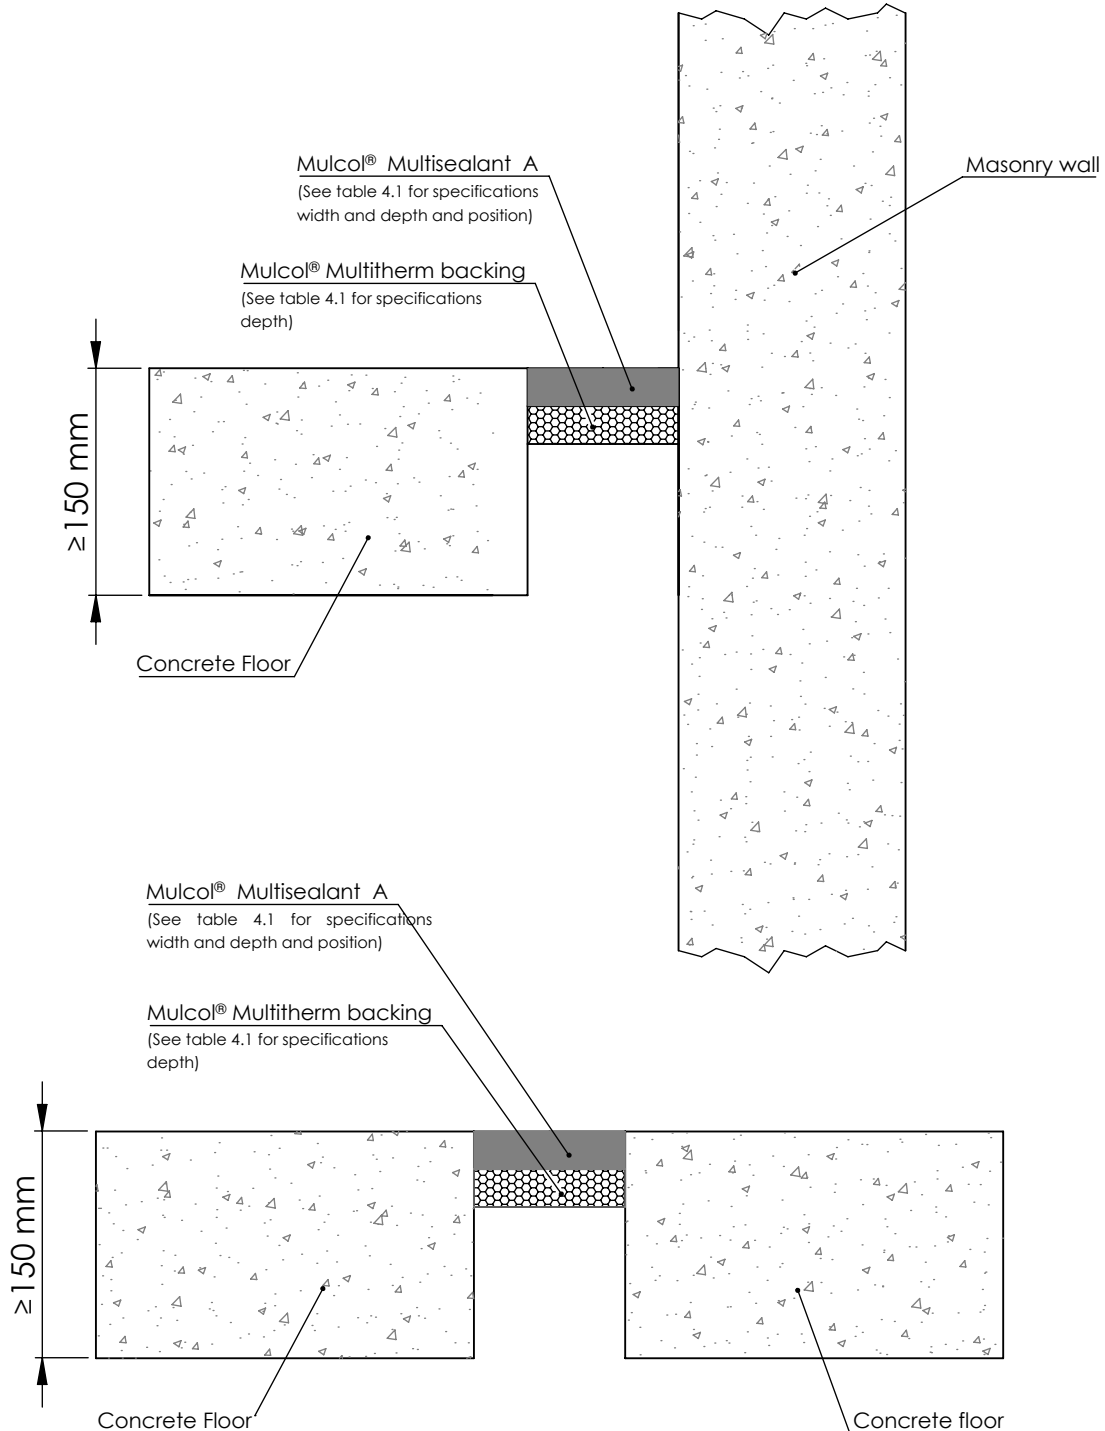 Mulcol® Multisealant A
(See table 4.1 for specifications
width and depth and position)
Masonry wall
Mulcol® Multitherm backing
(See table 4.1 for specifications
depth)
≥150 mm
Concrete Floor
Mulcol® Multisealant A
(See table 4.1 for specifications
width and depth and position)
Mulcol® Multitherm backing
(See table 4.1 for specifications
depth)
≥150 mm
Concrete Floor
Concrete floor